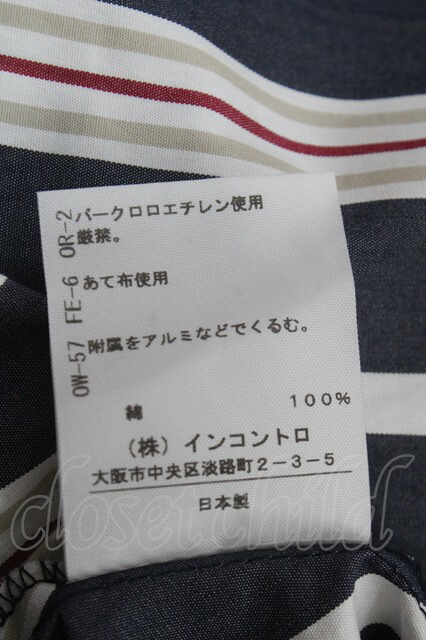 OW-57 FE-6 OR-2
パークロロエチレン使用
厳禁。
あて布使用
附属をアルミなどでくるむ。
綿 100%
(株)インコントロ
大阪市中央区淡路町2-3-5
日本製
closet child